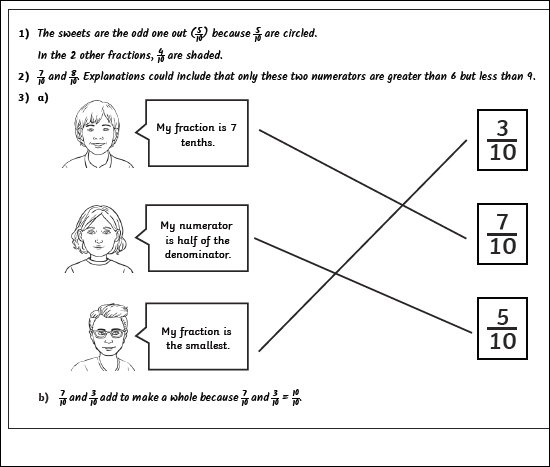 1) The sweets are the odd one out (5/10) because 5/10 are circled.
In the 2 other fractions, 4/10 are shaded.
2) 7/10 and 8/10. Explanations could include that only these two numerators are greater than 6 but less than 9.
3) a)
My fraction is 7
tenths.
3/10
My numerator
is half of the
denominator.
7/10
My fraction is
the smallest.
5/10
b) 7/10 and 3/10 add to make a whole because 7/10 and 3/10 = 10/10.